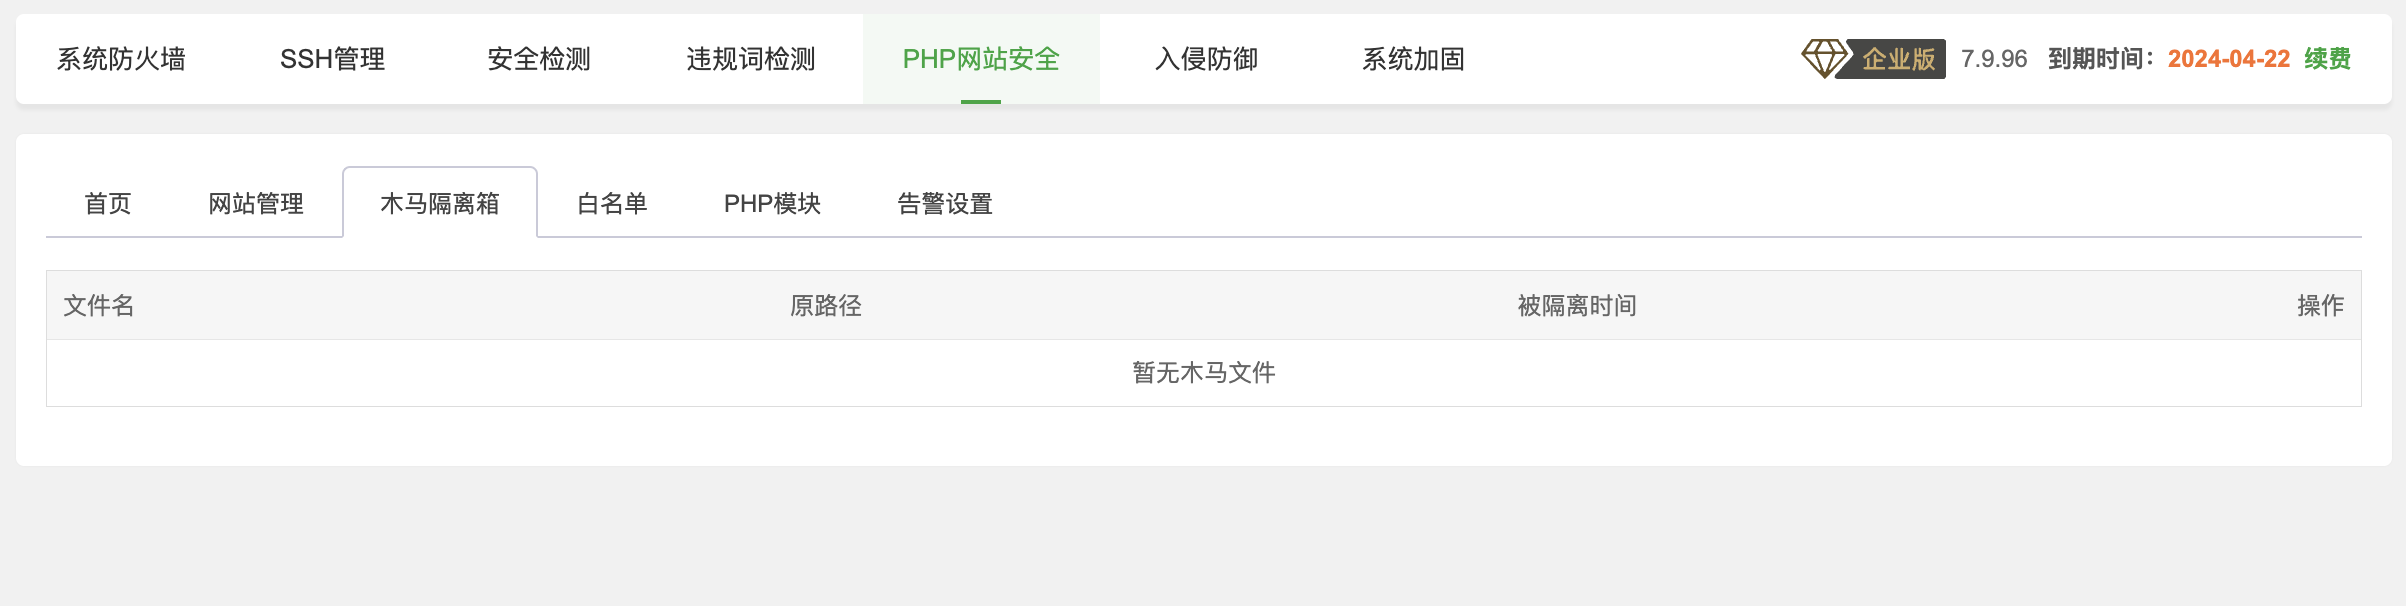 系统防火墙 SSH管理 安全检测 违规词检测 PHP网站安全 入侵防御 系统加固 企业版 7.9.96 到期时间：2024-04-22 续费
首页 网站管理 木马隔离箱 白名单 PHP模块 告警设置
文件名 原路径 被隔离时间 操作
暂无木马文件